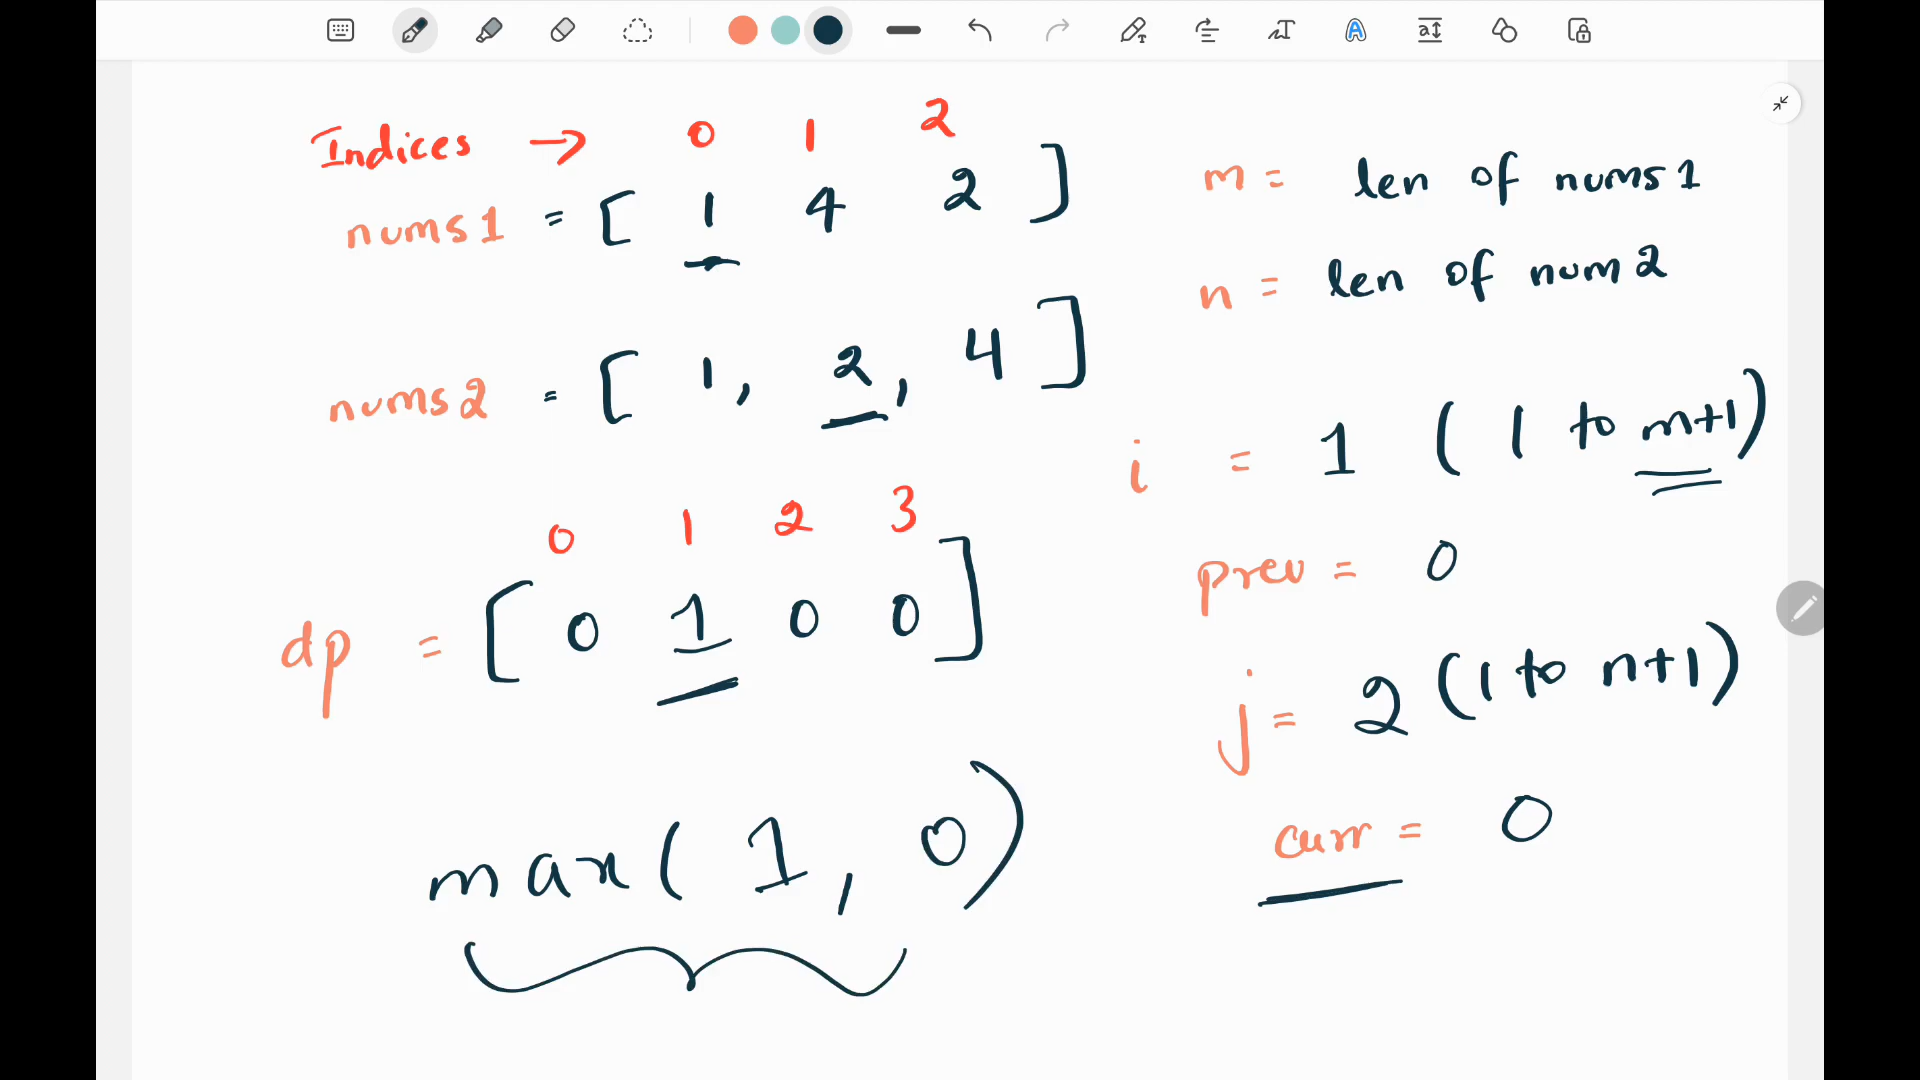 Indices → 0 1 2
nums1 = [ 1 4 2 ]
nums2 = [ 1, 2, 4 ]
0 1 2 3
dp = [ 0 1 0 0 ]
max( 1, 0)
m = len of nums1
n = len of num2
i = 1 ( 1 to m+1)
prev = 0
j = 2 (1 to n+1)
curr = 0